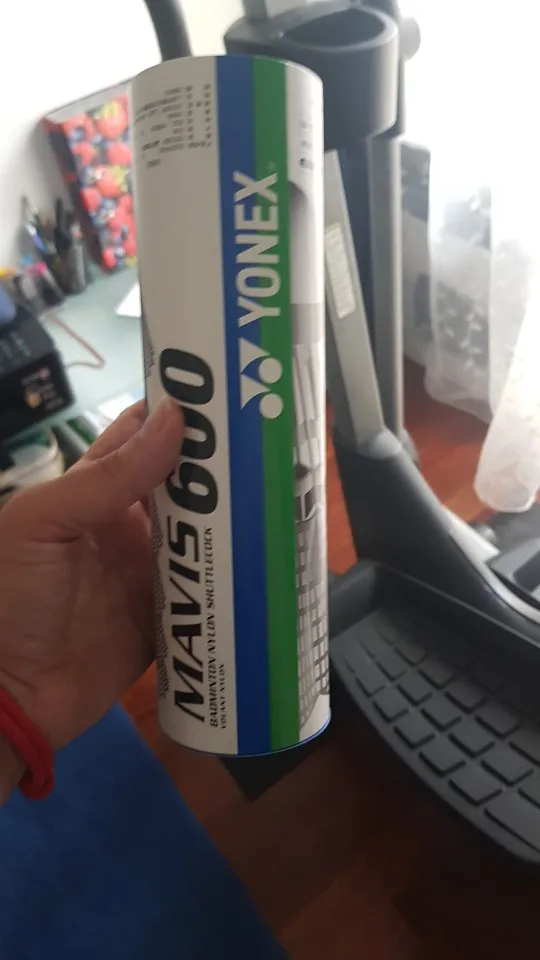 YONEX
MAVIS 600
BADMINTON NYLON SHUTTLECOCK
VOLANT NYLON